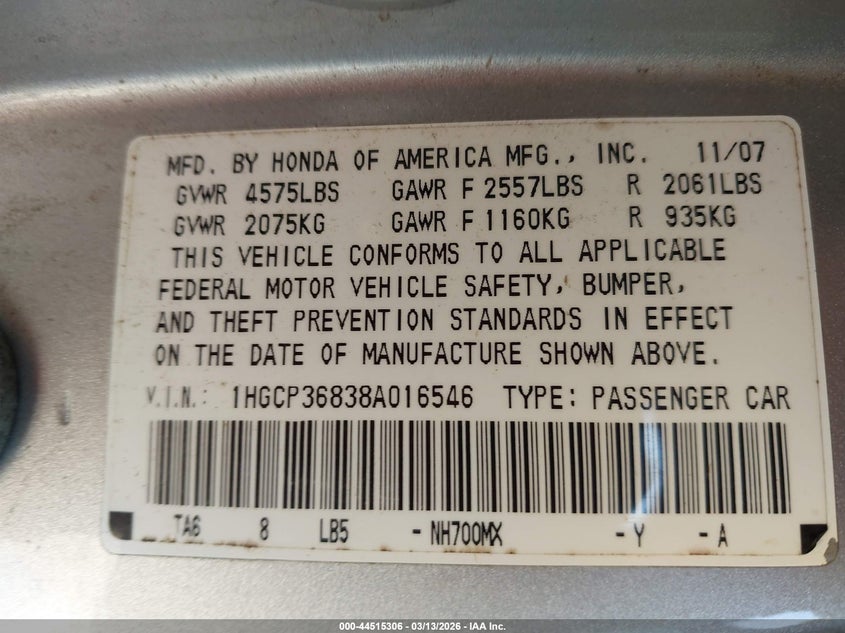 MFD. BY HONDA OF AMERICA MFG., INC. 11/07
GVWR 4575LBS GAWR F 2557LBS R 2061LBS
GVWR 2075KG GAWR F 1160KG R 935KG
THIS VEHICLE CONFORMS TO ALL APPLICABLE
FEDERAL MOTOR VEHICLE SAFETY, BUMPER,
AND THEFT PREVENTION STANDARDS IN EFFECT
ON THE DATE OF MANUFACTURE SHOWN ABOVE.
V.I.N.: 1HGCP36838A016546 TYPE: PASSENGER CAR
TA6 8 LB5 - NH700MX - Y - A
000-44515306 - 03/13/2026 - IAA Inc.